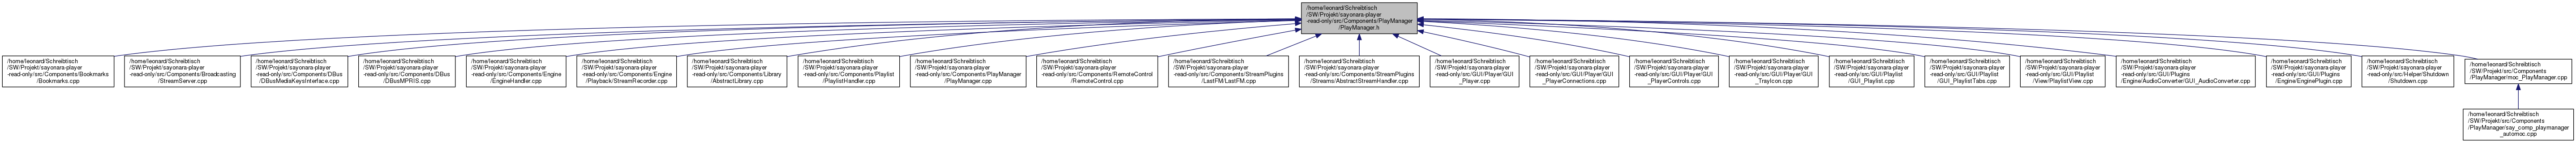 /home/leonard/Schreibtisch
/SW/Projekt/sayonara-player
-read-only/src/Components/PlayManager
/PlayManager.h
/home/leonard/Schreibtisch
/SW/Projekt/sayonara-player
-read-only/src/Components/Bookmarks
/Bookmarks.cpp
/home/leonard/Schreibtisch
/SW/Projekt/sayonara-player
-read-only/src/Components/Broadcasting
/StreamServer.cpp
/home/leonard/Schreibtisch
/SW/Projekt/sayonara-player
-read-only/src/Components/DBus
/DBusMediaKeysInterface.cpp
/home/leonard/Schreibtisch
/SW/Projekt/sayonara-player
-read-only/src/Components/DBus
/DBusMPRIS.cpp
/home/leonard/Schreibtisch
/SW/Projekt/sayonara-player
-read-only/src/Components/Engine
/EngineHandler.cpp
/home/leonard/Schreibtisch
/SW/Projekt/sayonara-player
-read-only/src/Components/Engine
/Playback/StreamRecorder.cpp
/home/leonard/Schreibtisch
/SW/Projekt/sayonara-player
-read-only/src/Components/Library
/AbstractLibrary.cpp
/home/leonard/Schreibtisch
/SW/Projekt/sayonara-player
-read-only/src/Components/Playlist
/PlaylistHandler.cpp
/home/leonard/Schreibtisch
/SW/Projekt/sayonara-player
-read-only/src/Components/PlayManager
/PlayManager.cpp
/home/leonard/Schreibtisch
/SW/Projekt/sayonara-player
-read-only/src/Components/RemoteControl
/RemoteControl.cpp
/home/leonard/Schreibtisch
/SW/Projekt/sayonara-player
-read-only/src/Components/StreamPlugins
/LastFM/LastFM.cpp
/home/leonard/Schreibtisch
/SW/Projekt/sayonara-player
-read-only/src/Components/StreamPlugins
/Streams/AbstractStreamHandler.cpp
/home/leonard/Schreibtisch
/SW/Projekt/sayonara-player
-read-only/src/GUI/Player/GUI
_Player.cpp
/home/leonard/Schreibtisch
/SW/Projekt/sayonara-player
-read-only/src/GUI/Player/GUI
_PlayerConnections.cpp
/home/leonard/Schreibtisch
/SW/Projekt/sayonara-player
-read-only/src/GUI/Player/GUI
_PlayerControls.cpp
/home/leonard/Schreibtisch
/SW/Projekt/sayonara-player
-read-only/src/GUI/Player/GUI
_TrayIcon.cpp
/home/leonard/Schreibtisch
/SW/Projekt/sayonara-player
-read-only/src/GUI/Playlist
/GUI_Playlist.cpp
/home/leonard/Schreibtisch
/SW/Projekt/sayonara-player
-read-only/src/GUI/Playlist
/GUI_PlaylistTabs.cpp
/home/leonard/Schreibtisch
/SW/Projekt/sayonara-player
-read-only/src/GUI/Playlist
/View/PlaylistView.cpp
/home/leonard/Schreibtisch
/SW/Projekt/sayonara-player
-read-only/src/GUI/Plugins
/Engine/AudioConverter/GUI_AudioConverter.cpp
/home/leonard/Schreibtisch
/SW/Projekt/sayonara-player
-read-only/src/GUI/Plugins
/Engine/EnginePlugin.cpp
/home/leonard/Schreibtisch
/SW/Projekt/sayonara-player
-read-only/src/Helper/Shutdown
/Shutdown.cpp
/home/leonard/Schreibtisch
/SW/Projekt/src/Components
/PlayManager/moc_PlayManager.cpp
/home/leonard/Schreibtisch
/SW/Projekt/src/Components
/PlayManager/say_comp_playmanager
_automoc.cpp